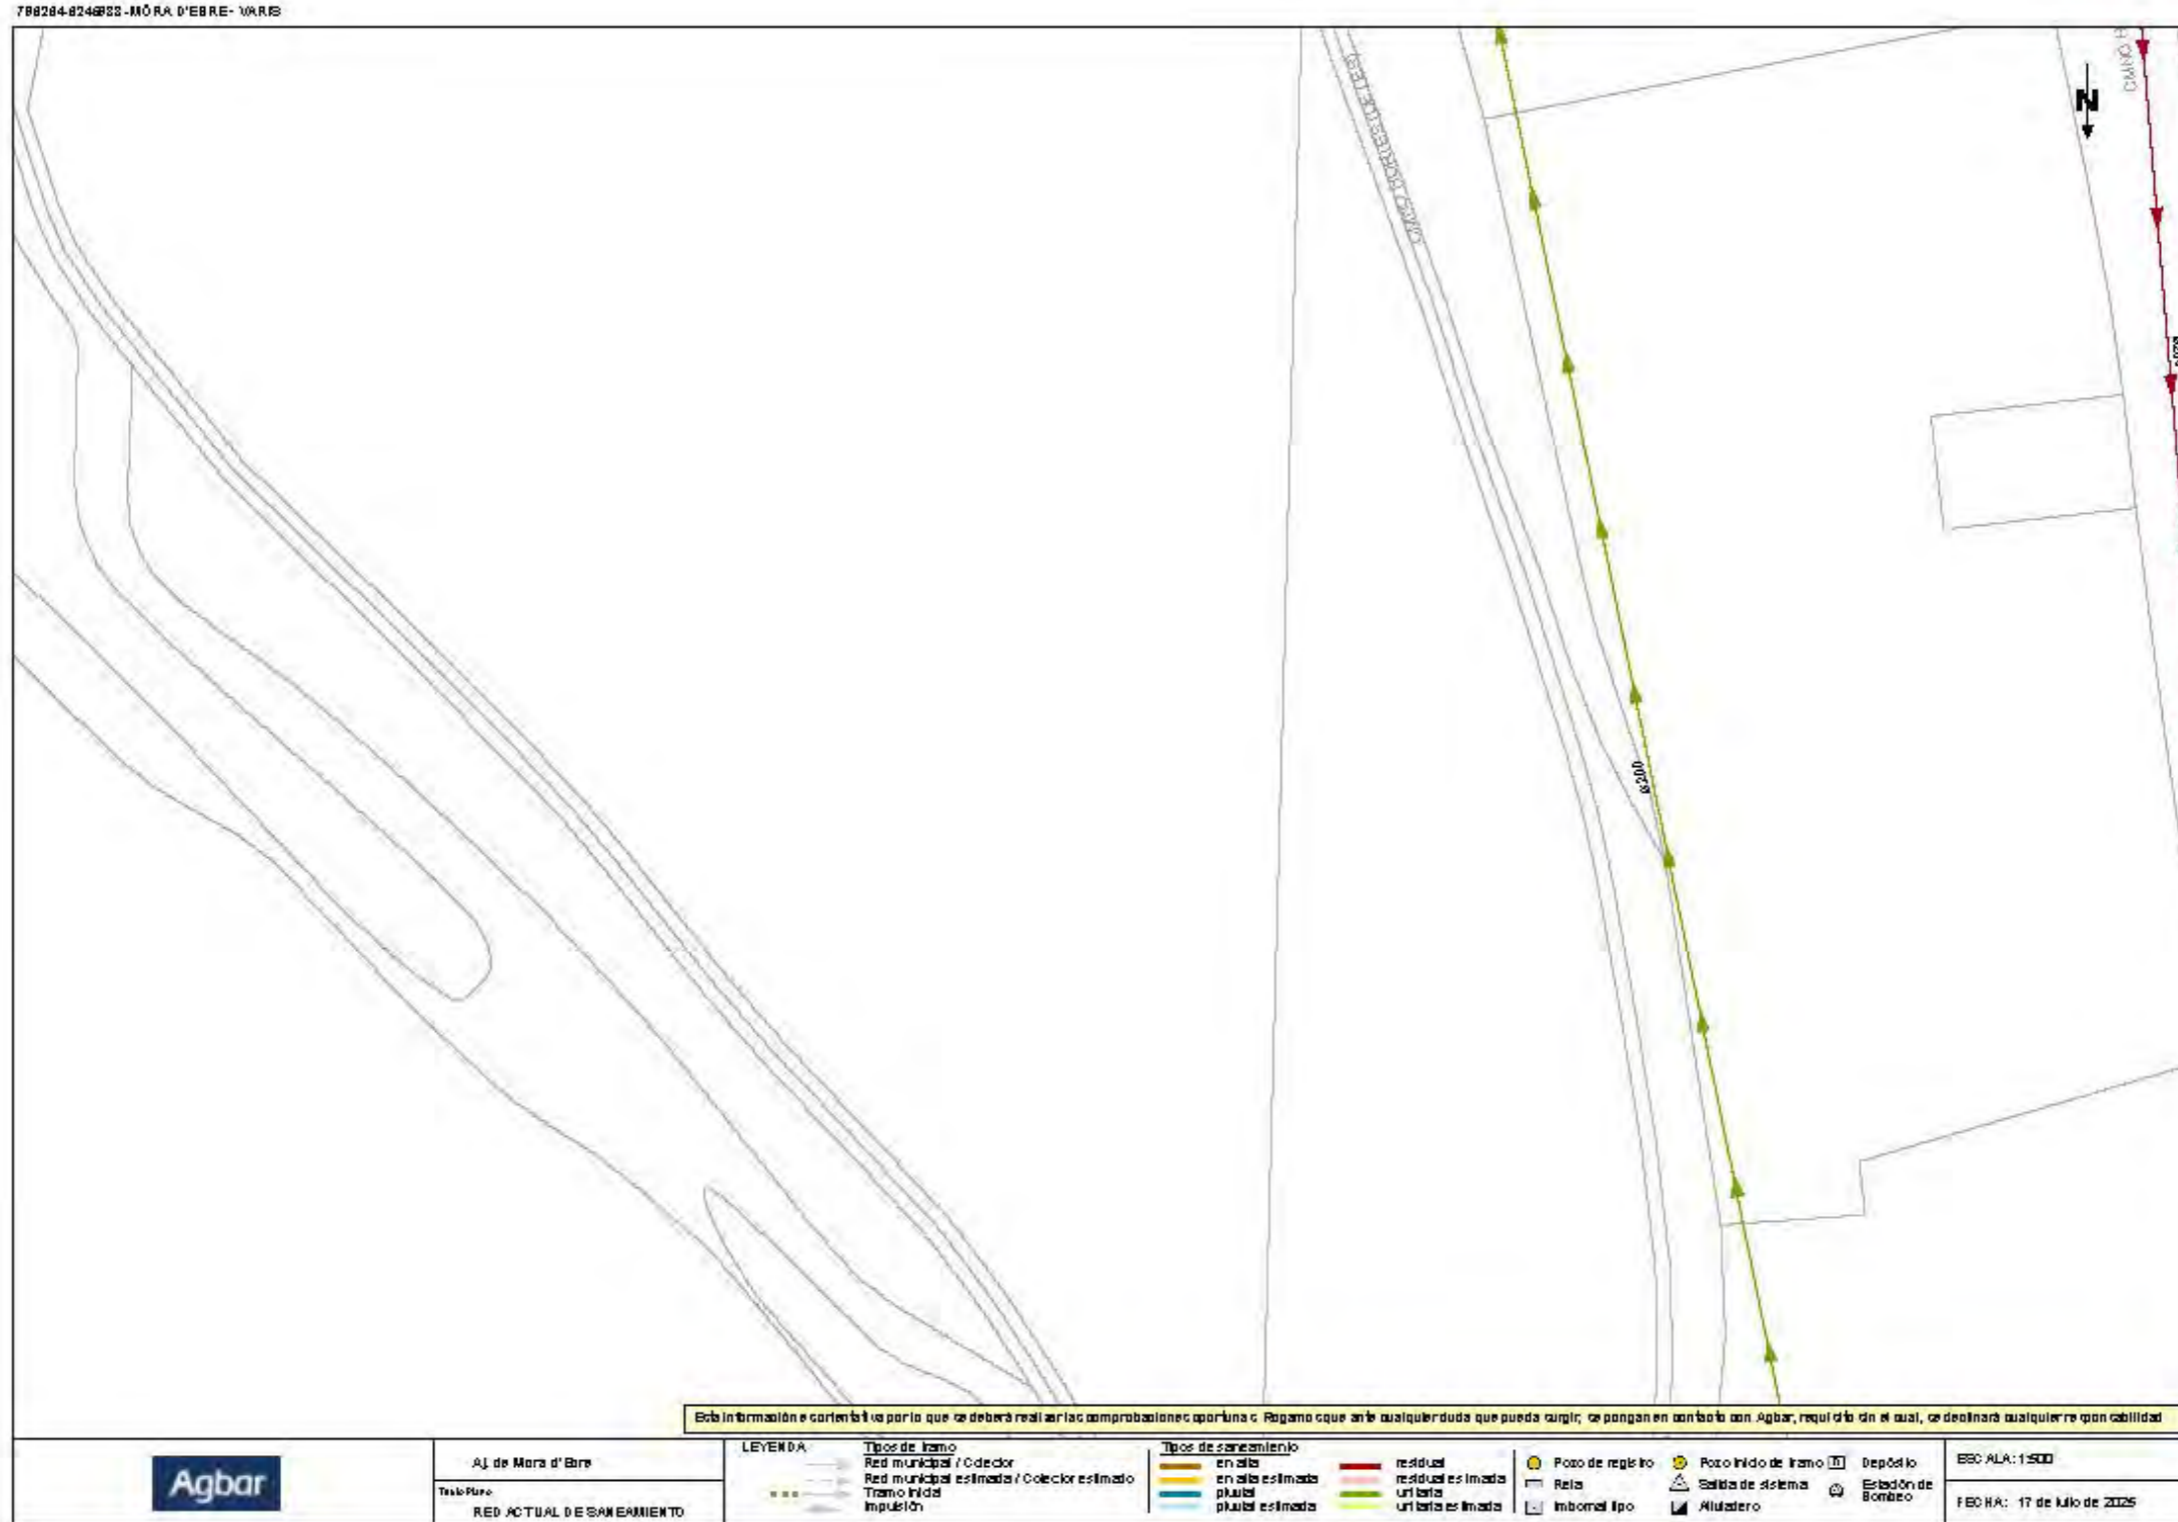 798264-8246922-MÓRA D'EBRE- VARIS
N
ø200
Esta información es orientativa por lo que se deberá realizar las comprobaciones oportunas. Rogamos que ante cualquier duda que pueda surgir, se pongan en contacto con Agbar, requisito sin el cual, se declinará cualquier responsabilidad
Agbar
Aj. de Mora d'Ebre
Título Plano
RED ACTUAL DE SANEAMIENTO
LEYENDA
Tipos de tramo
Red municipal / Colector
Red municipal estimada / Colector estimado
Tramo Inicial
Impulsión
Tipos de saneamiento
en alta
en alta estimada
pluvial
pluvial estimada
residual
residual estimada
unitaria
unitaria estimada
Pozo de registro
Reja
Imbornal tipo
Pozo Inicio de tramo
Salida de sistema
Aliviadero
Depósito
Estación de
Bombeo
ESCALA: 1:500
FECHA: 17 de julio de 2025